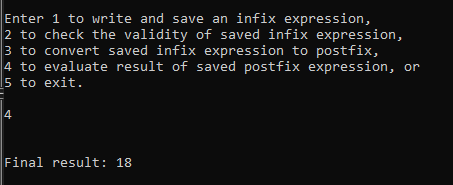 Enter 1 to write and save an infix expression,
2 to check the validity of saved infix expression,
3 to convert saved infix expression to postfix,
4 to evaluate result of saved postfix expression, or
5 to exit.
4
Final result: 18